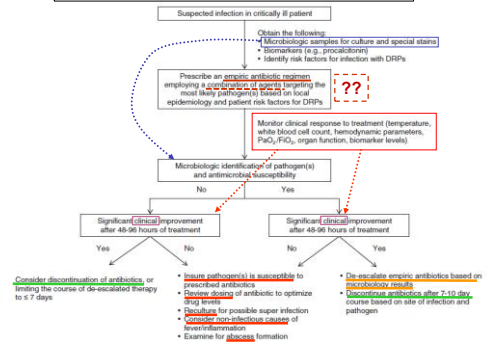 Suspected infection in critically ill patient
Obtain the following:
• Microbiologic samples for culture and special stains
• Biomarkers (e.g., procalcitonin)
• Identify risk factors for infection with DRPs
Prescribe an empiric antibiotic regimen
employing a combination of agents targeting the
most likely pathogen(s) based on local
epidemiology and patient risk factors for DRPs
??
Monitor clinical response to treatment (temperature,
white blood cell count, hemodynamic parameters,
PaO2/FiO2, organ function, biomarker levels)
Microbiologic identification of pathogen(s)
and antimicrobial susceptibility
No Yes
Significant clinical improvement
after 48-96 hours of treatment
Significant clinical improvement
after 48-96 hours of treatment
Yes No No Yes
Consider discontinuation of antibiotics, or
limiting the course of de-escalated therapy
to ≤ 7 days
• Insure pathogen(s) is susceptible to
prescribed antibiotics
• Review dosing of antibiotic to optimize
drug levels
• Reculture for possible super infection
• Consider non-infectious causes of
fever/inflammation
• Examine for abscess formation
• De-escalate empiric antibiotics based on
microbiology results
• Discontinue antibiotics after 7-10 day
course based on site of infection and
pathogen